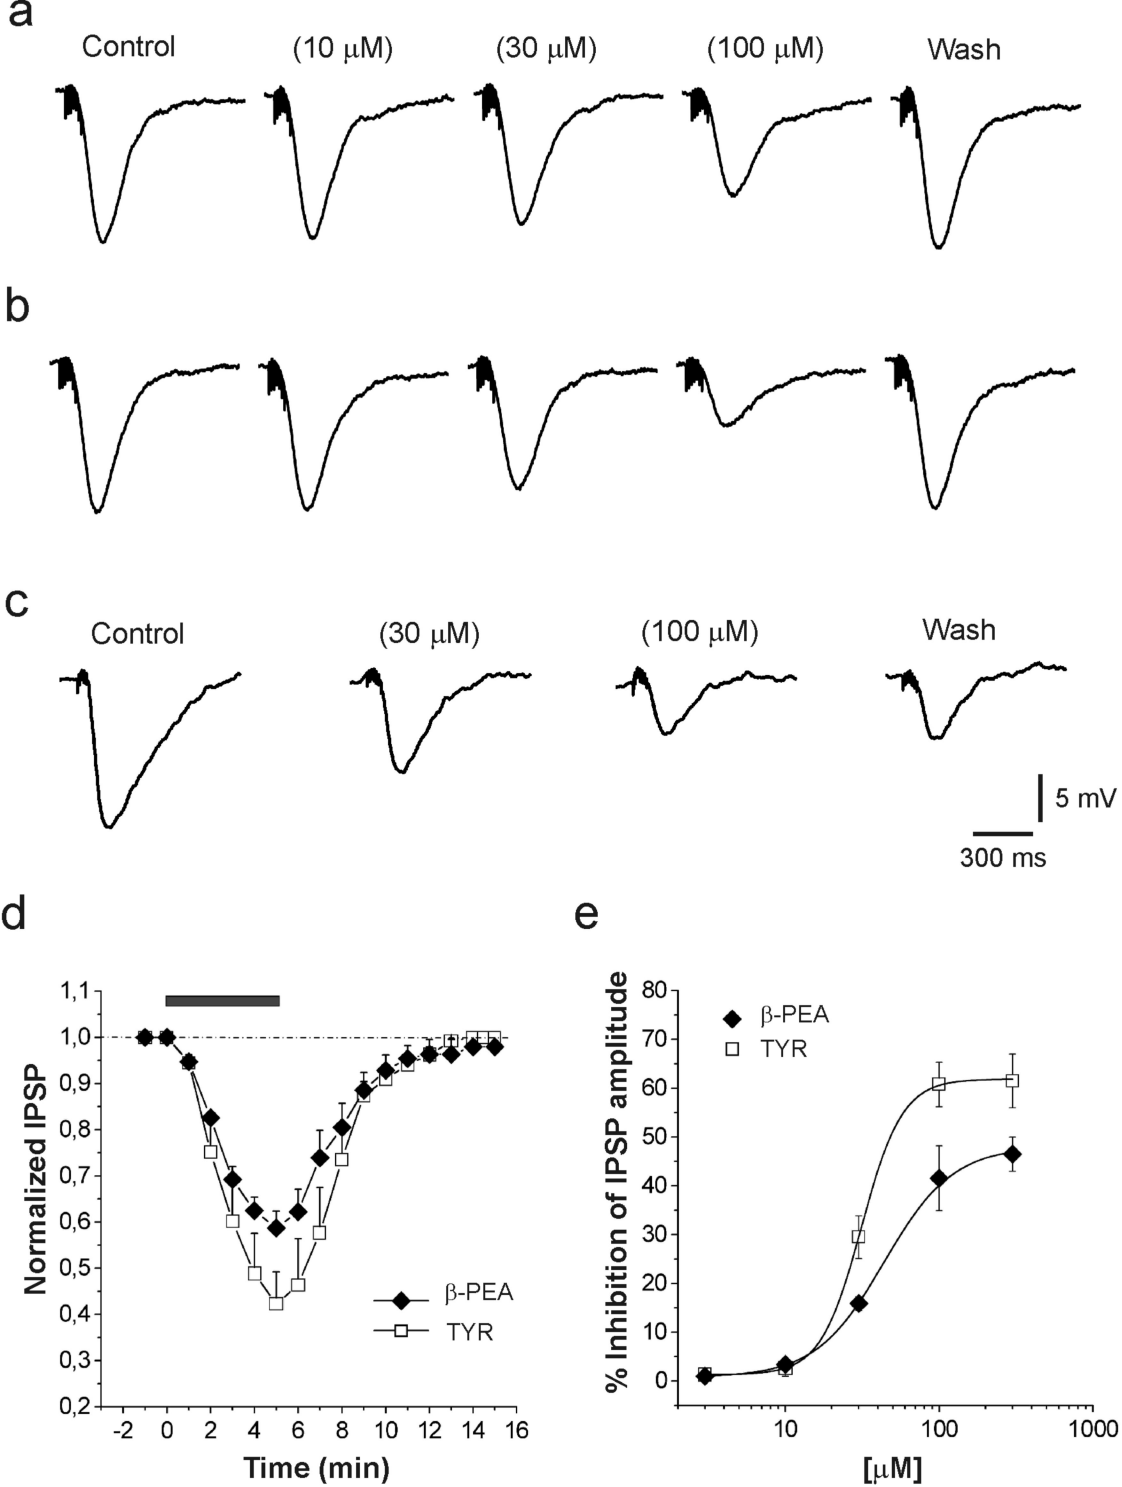 a
Control (10 μM) (30 μM) (100 μM) Wash
b
c
Control (30 μM) (100 μM) Wash
5 mV
300 ms
d
e
1,1
1,0
0,9
0,8
0,7
0,6
0,5
0,4
0,3
0,2
Normalized IPSP
β-PEA
TYR
-2 0 2 4 6 8 10 12 14 16
Time (min)
80
70
60
50
40
30
20
10
0
% Inhibition of IPSP amplitude
β-PEA
TYR
10 100 1000
[μM]